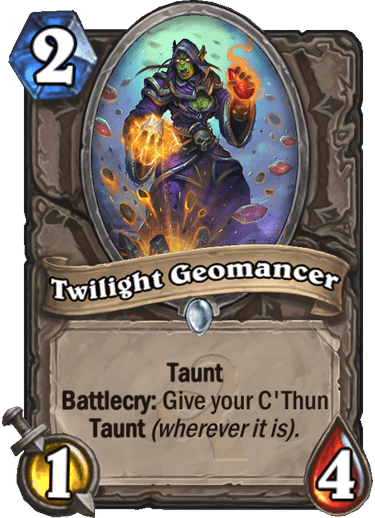 2
Twilight Geomancer
Taunt
Battlecry: Give your C'Thun
Taunt (wherever it is).
1
4